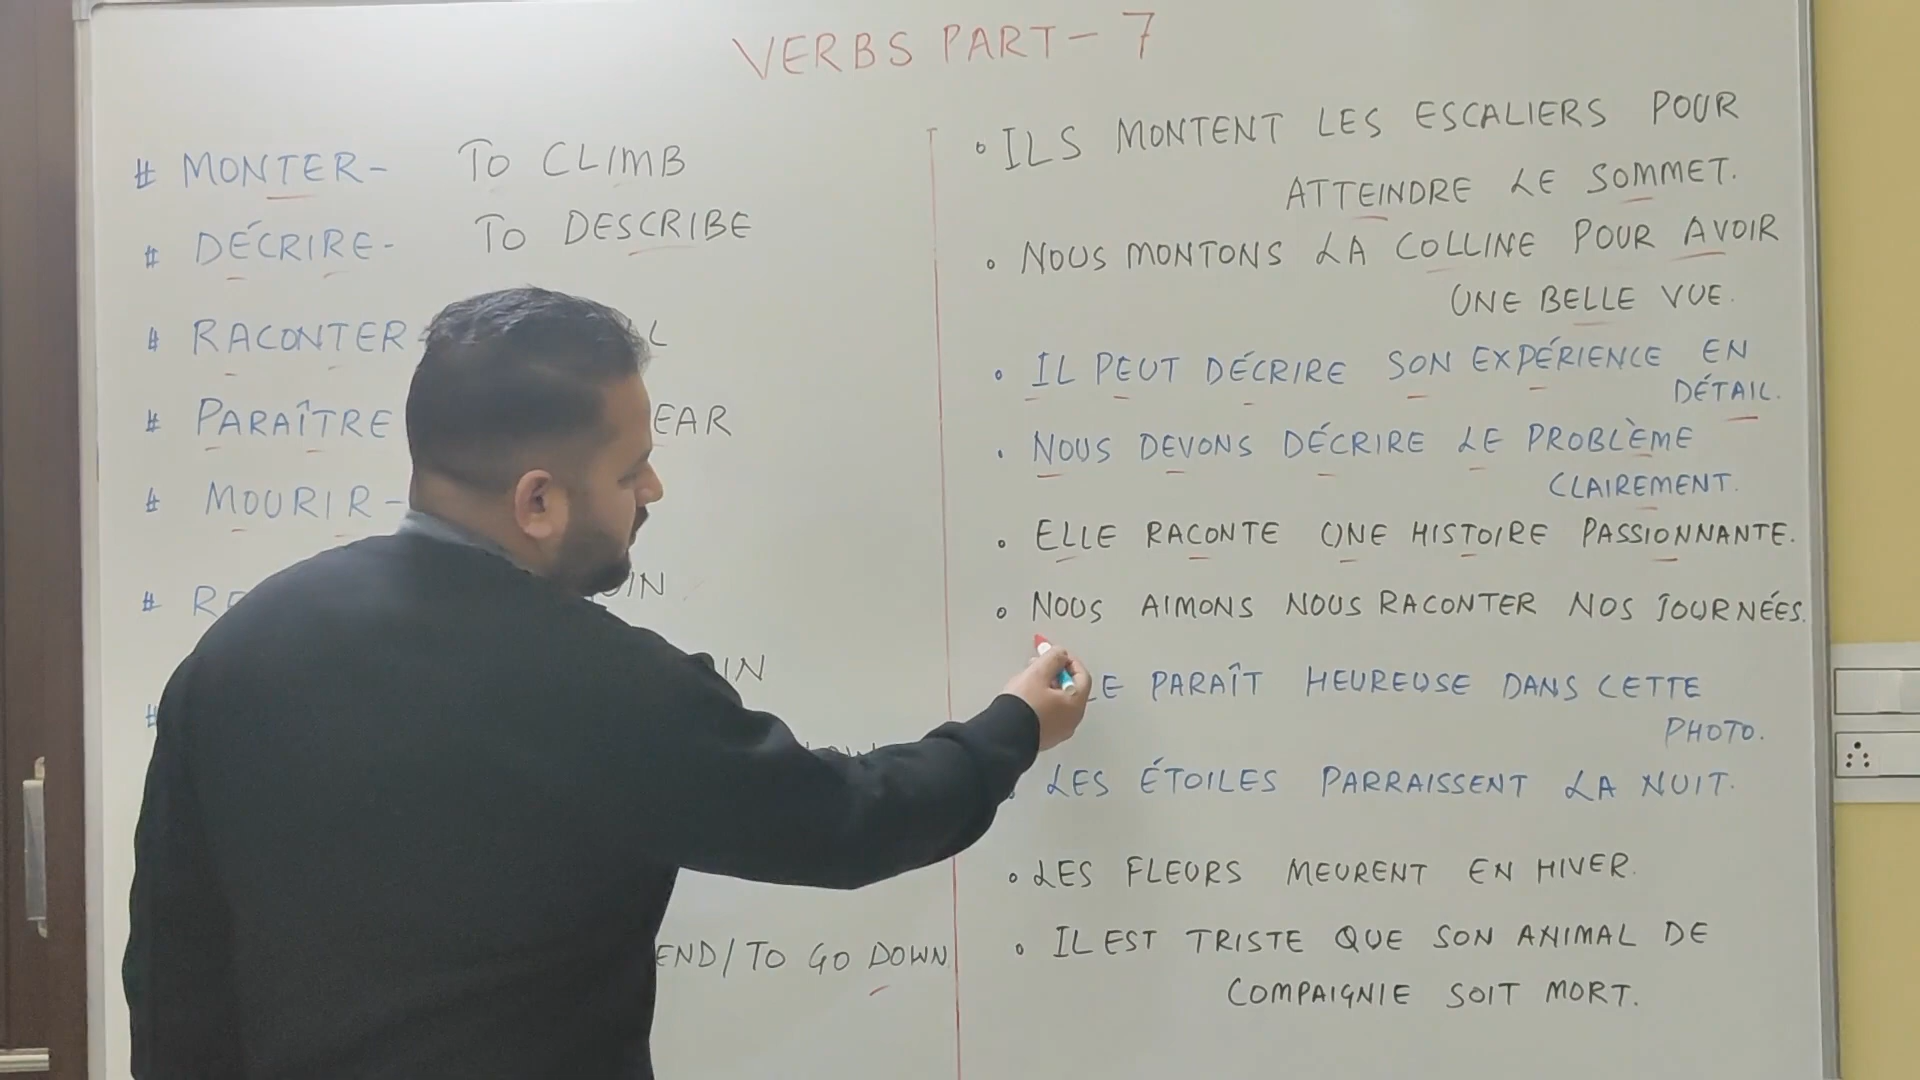 VERBS PART - 7
# MONTER - TO CLIMB
# DÉCRIRE - TO DESCRIBE
# RACONTER
# PARAÎTRE
# MOURIR -
#
#
END/TO GO DOWN
• ILS MONTENT LES ESCALIERS POUR
ATTEINDRE LE SOMMET.
• NOUS MONTONS LA COLLINE POUR AVOIR
UNE BELLE VUE.
• IL PEUT DÉCRIRE SON EXPÉRIENCE EN
DÉTAIL.
• NOUS DEVONS DÉCRIRE LE PROBLÈME
CLAIREMENT.
• ELLE RACONTE UNE HISTOIRE PASSIONNANTE.
• NOUS AIMONS NOUS RACONTER NOS JOURNÉES.
LE PARAÎT HEUREUSE DANS CETTE
PHOTO.
• LES ÉTOILES PARRAISSENT LA NUIT.
• LES FLEURS MEURENT EN HIVER.
• IL EST TRISTE QUE SON ANIMAL DE
COMPAIGNIE SOIT MORT.